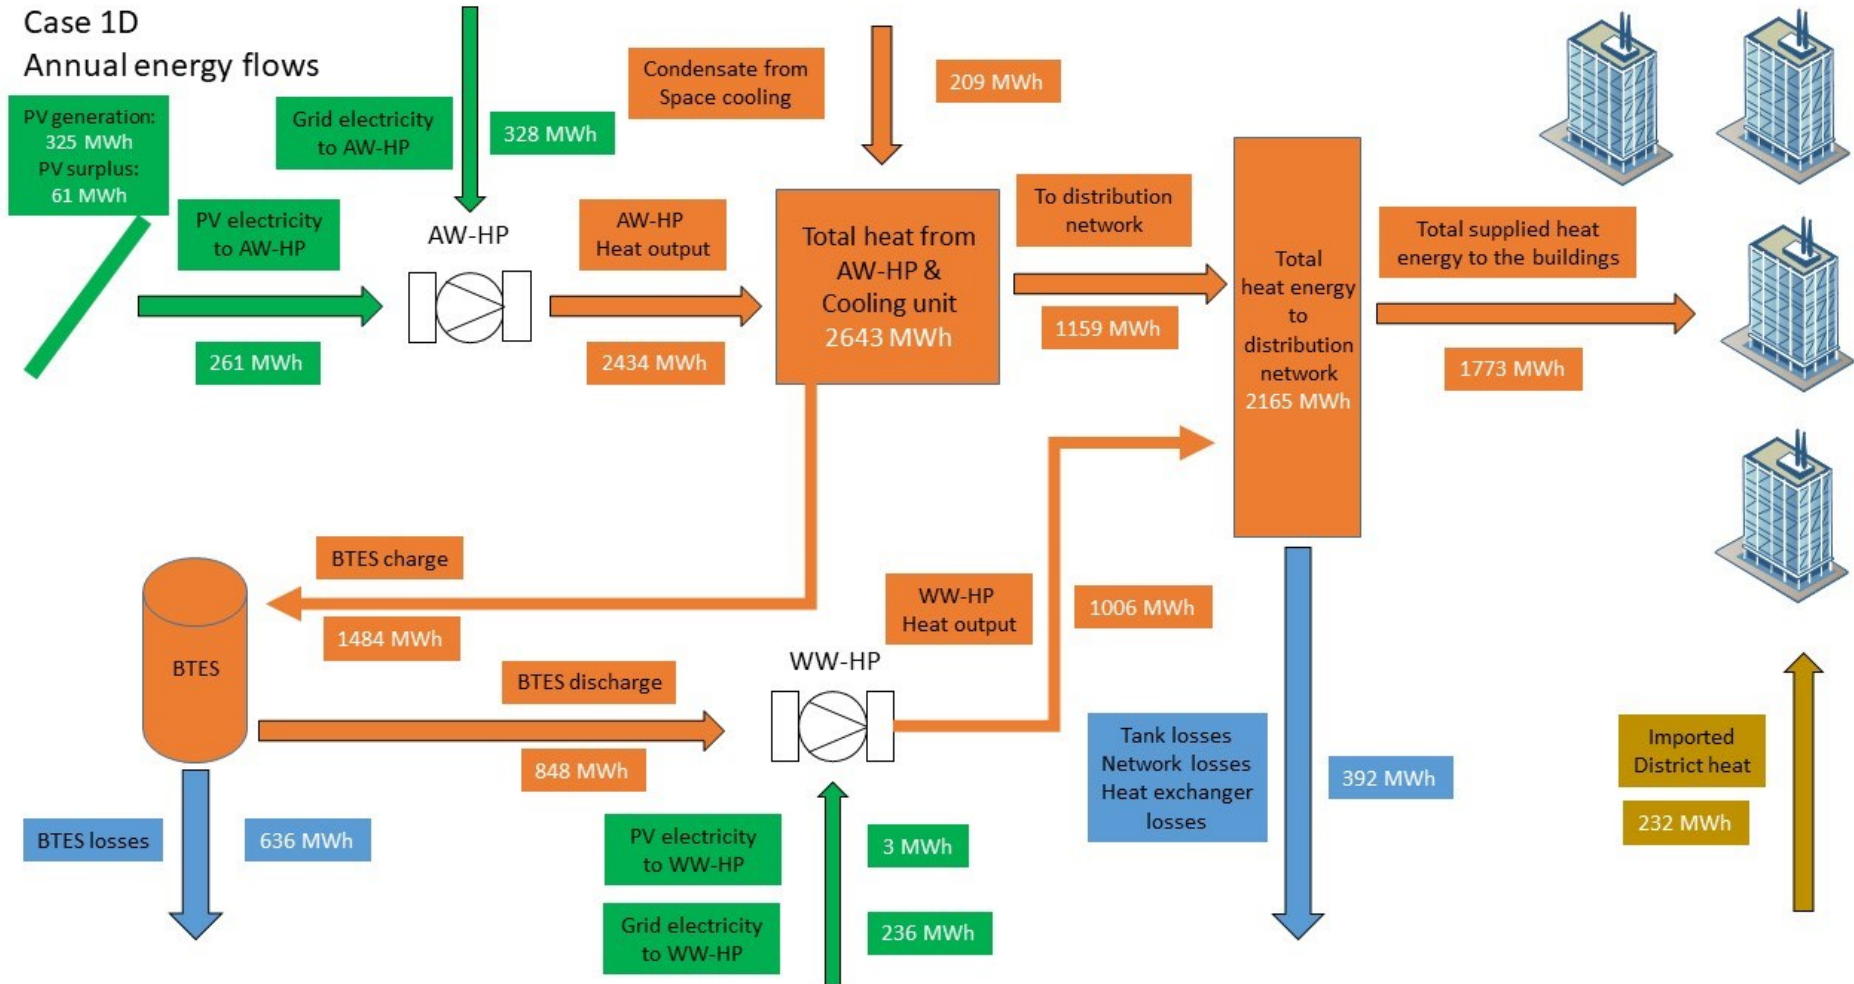 Case 1D
Annual energy flows
PV generation:
325 MWh
PV surplus:
61 MWh
Grid electricity
to AW-HP
328 MWh
Condensate from
Space cooling
209 MWh
PV electricity
to AW-HP
261 MWh
AW-HP
AW-HP
Heat output
2434 MWh
Total heat from
AW-HP &
Cooling unit
2643 MWh
To distribution
network
1159 MWh
Total
heat energy
to
distribution
network
2165 MWh
Total supplied heat
energy to the buildings
1773 MWh
BTES charge
1484 MWh
BTES
BTES discharge
848 MWh
WW-HP
WW-HP
Heat output
1006 MWh
BTES losses
636 MWh
PV electricity
to WW-HP
3 MWh
Grid electricity
to WW-HP
236 MWh
Tank losses
Network losses
Heat exchanger
losses
392 MWh
Imported
District heat
232 MWh